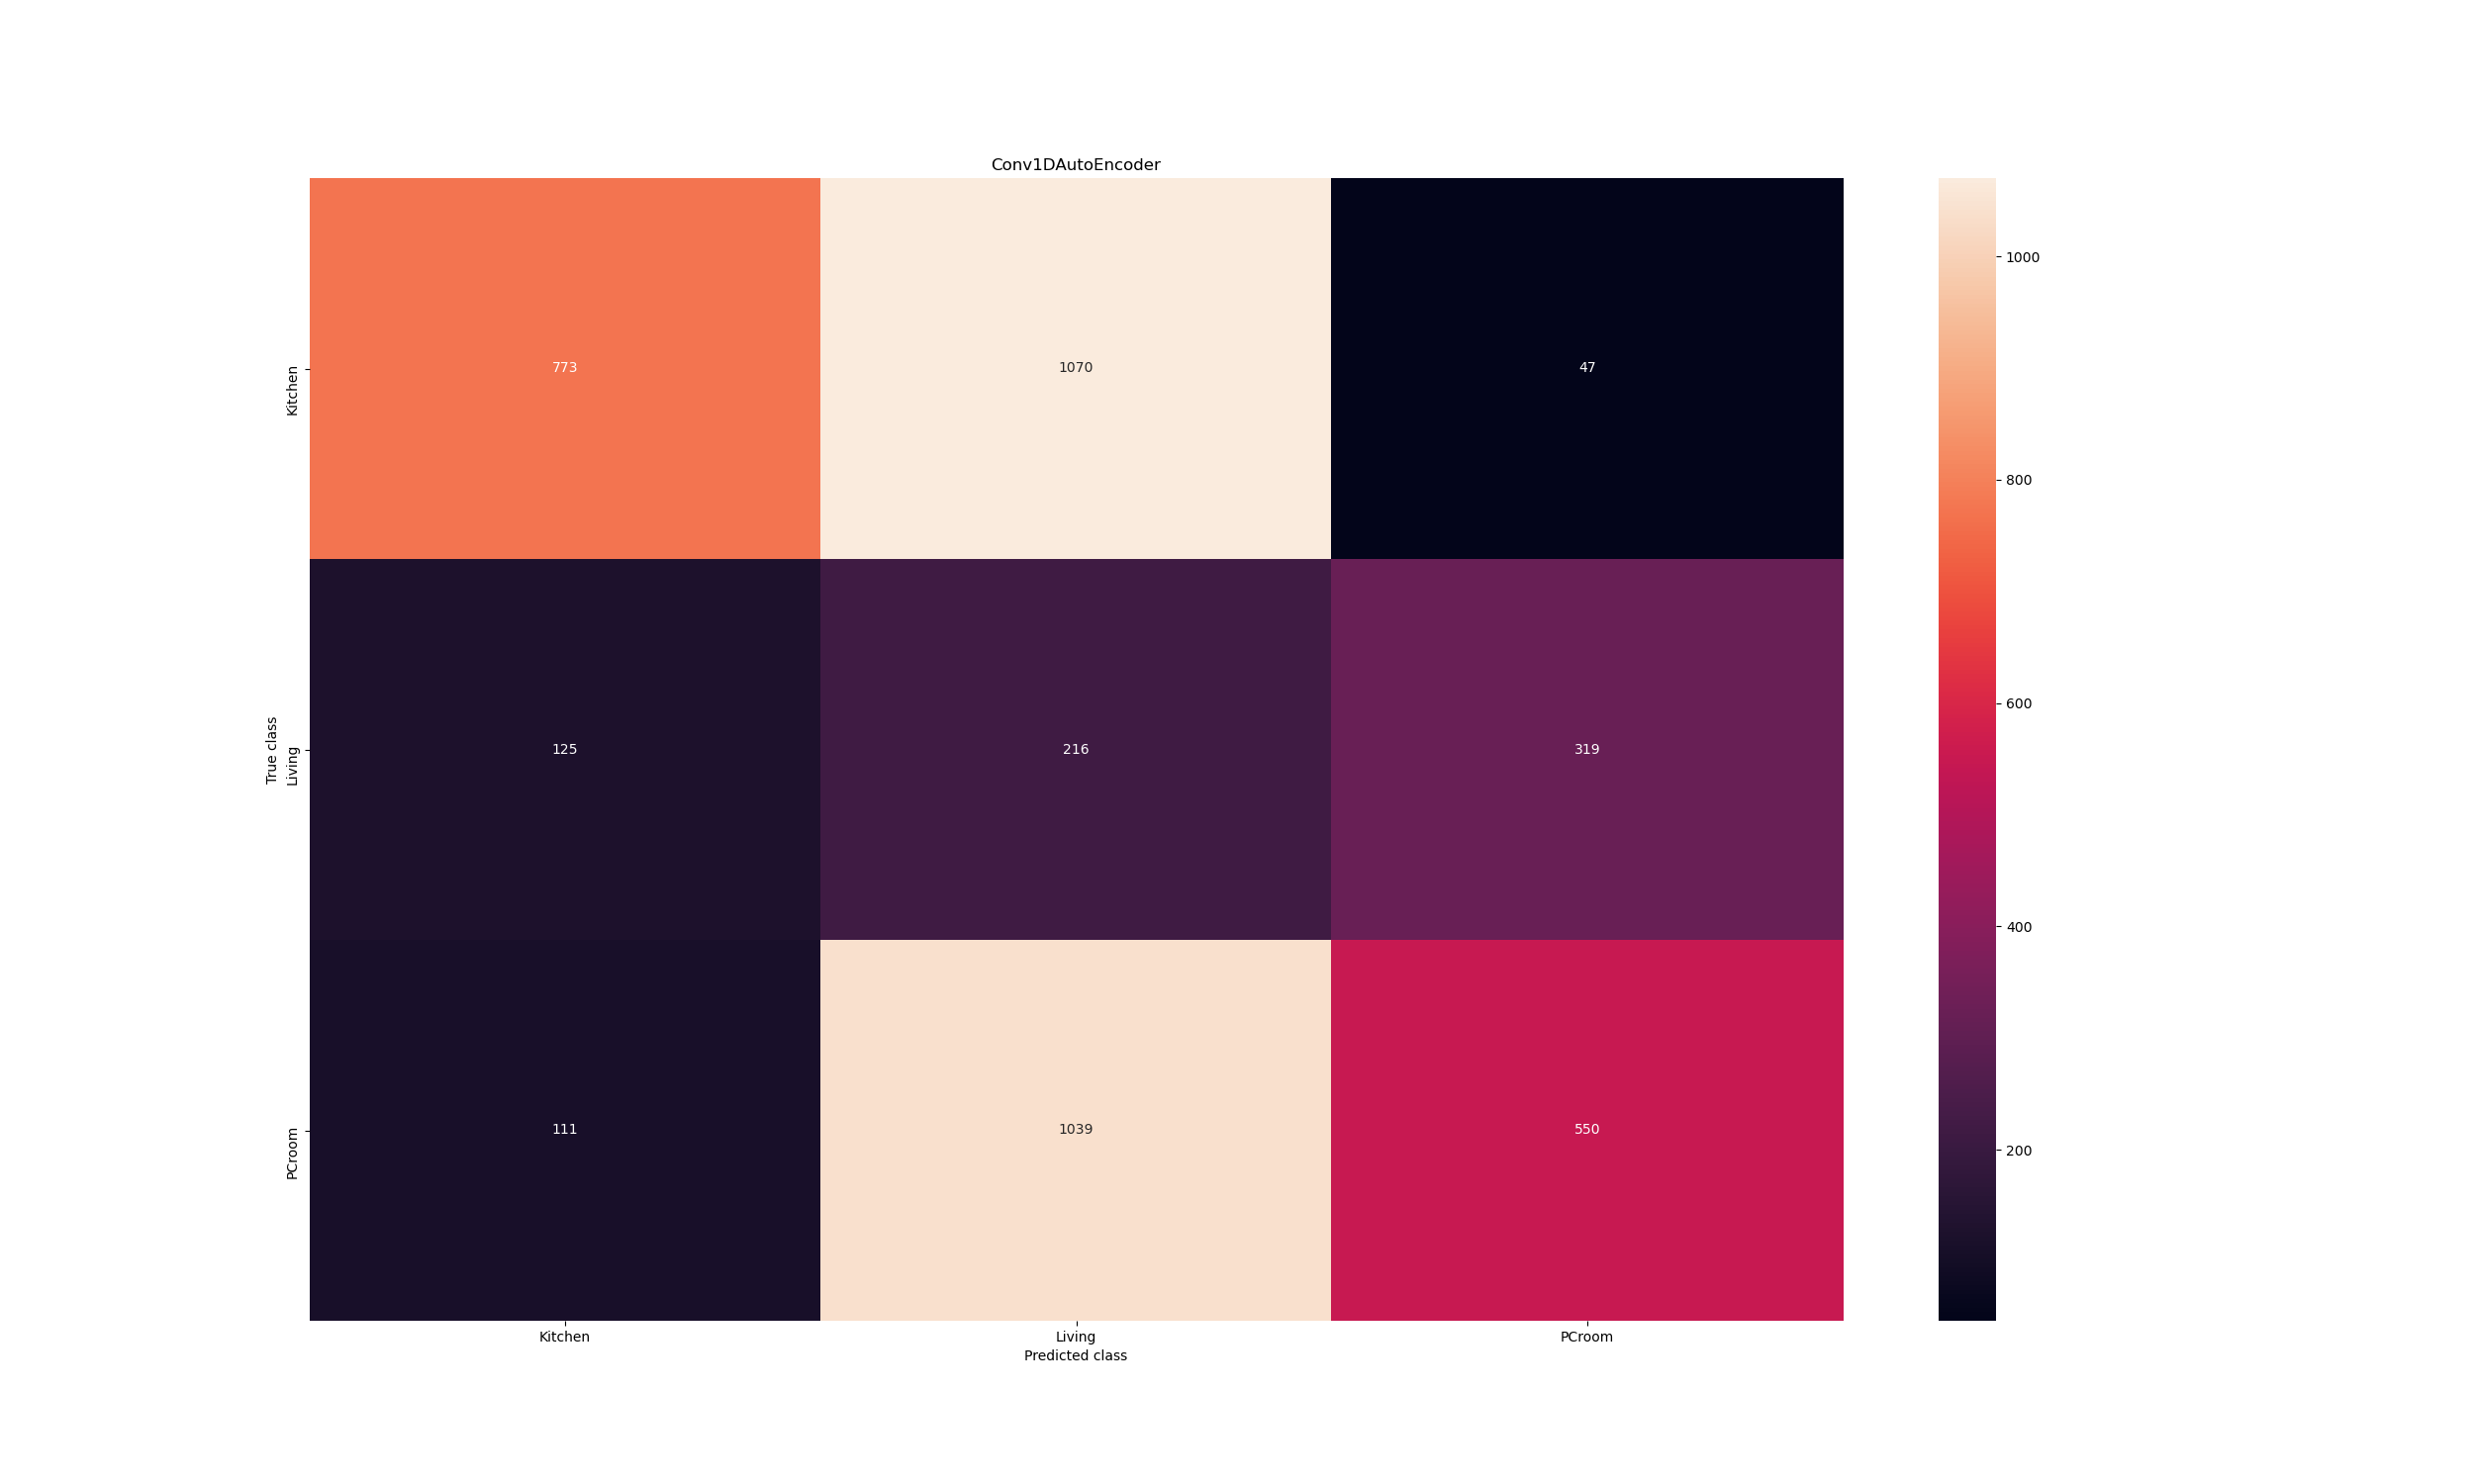 Conv1DAutoEncoder
773 1070 47
125 216 319
111 1039 550
Kitchen
Living
PCroom
True class
Kitchen Living PCroom
Predicted class
1000
800
600
400
200